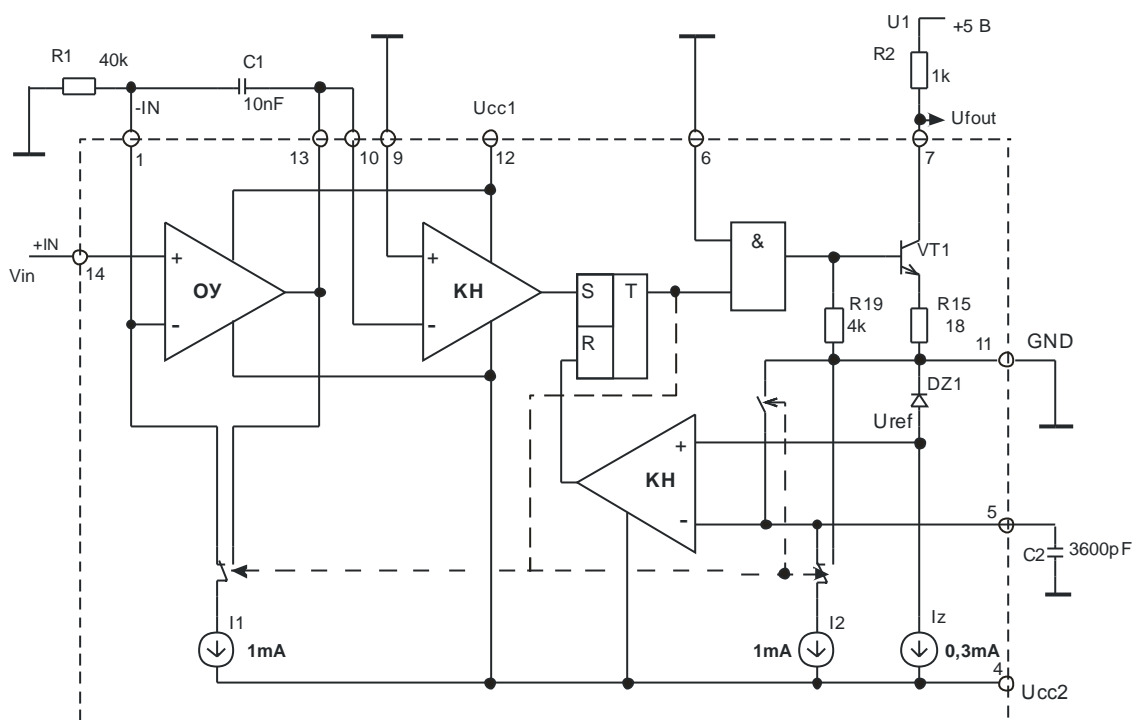 U1
+5 В
R1
40k
C1
10nF
R2
1k
-IN
Ucc1
Ufout
1
13
10
9
12
6
7
+IN
Vin
14
+
ОУ
-
+
КН
-
S
T
R
&
VT1
R19
4k
R15
18
11
GND
DZ1
Uref
+
КН
-
5
C2
3600pF
I1
1mA
I2
1mA
Iz
0,3mA
4
Ucc2